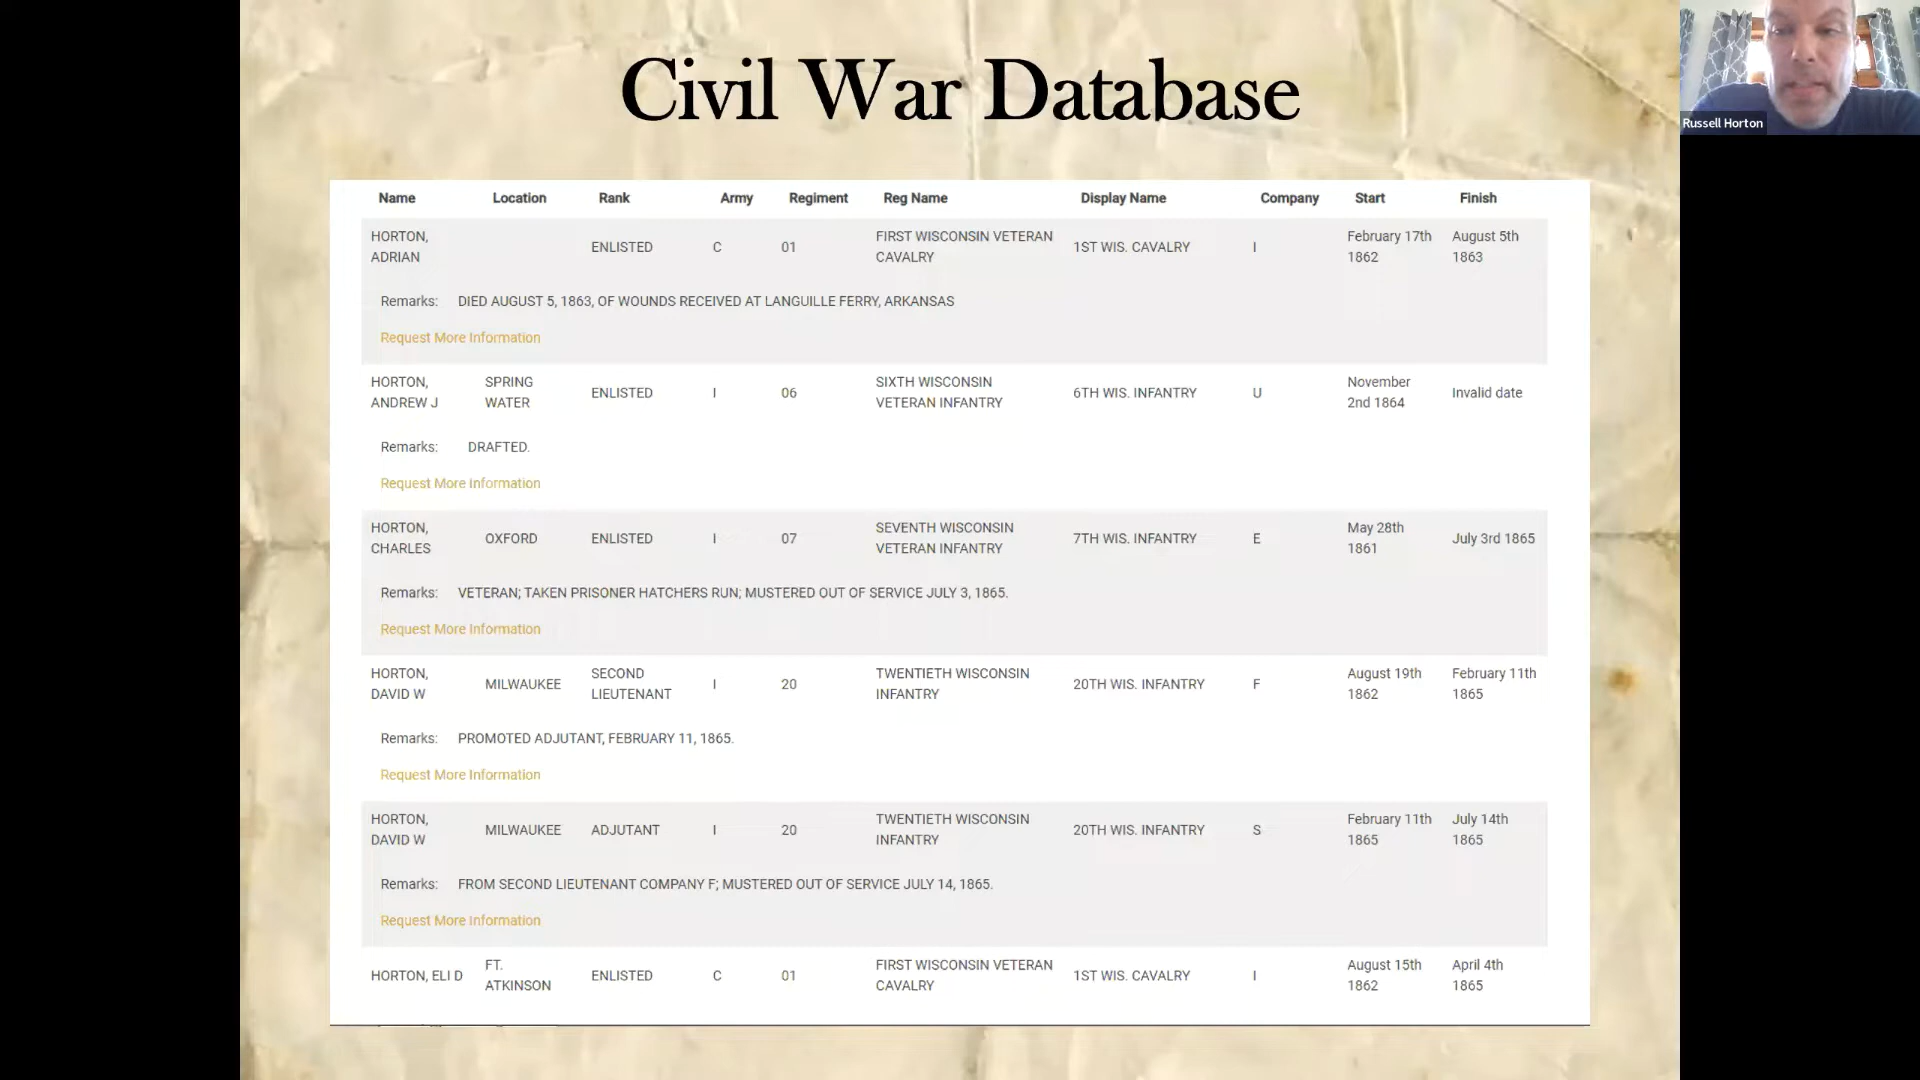 Civil War Database
Russell Horton
Name Location Rank Army Regiment Reg Name Display Name Company Start Finish
HORTON, FIRST WISCONSIN VETERAN February 17th August 5th
ENLISTED C 01 1ST WIS. CAVALRY I
ADRIAN CAVALRY 1862 1863
Remarks: DIED AUGUST 5, 1863, OF WOUNDS RECEIVED AT LANGUILLE FERRY, ARKANSAS
Request More Information
HORTON, SPRING SIXTH WISCONSIN November
ENLISTED I 06 6TH WIS. INFANTRY U Invalid date
ANDREW J WATER VETERAN INFANTRY 2nd 1864
Remarks: DRAFTED.
Request More Information
HORTON, SEVENTH WISCONSIN May 28th
OXFORD ENLISTED I 07 7TH WIS. INFANTRY E July 3rd 1865
CHARLES VETERAN INFANTRY 1861
Remarks: VETERAN; TAKEN PRISONER HATCHERS RUN; MUSTERED OUT OF SERVICE JULY 3, 1865.
Request More Information
HORTON, SECOND TWENTIETH WISCONSIN August 19th February 11th
MILWAUKEE I 20 20TH WIS. INFANTRY F
DAVID W LIEUTENANT INFANTRY 1862 1865
Remarks: PROMOTED ADJUTANT, FEBRUARY 11, 1865.
Request More Information
HORTON, TWENTIETH WISCONSIN February 11th July 14th
MILWAUKEE ADJUTANT I 20 20TH WIS. INFANTRY S
DAVID W INFANTRY 1865 1865
Remarks: FROM SECOND LIEUTENANT COMPANY F; MUSTERED OUT OF SERVICE JULY 14, 1865.
Request More Information
FT. FIRST WISCONSIN VETERAN August 15th April 4th
HORTON, ELI D ENLISTED C 01 1ST WIS. CAVALRY I
ATKINSON CAVALRY 1862 1865